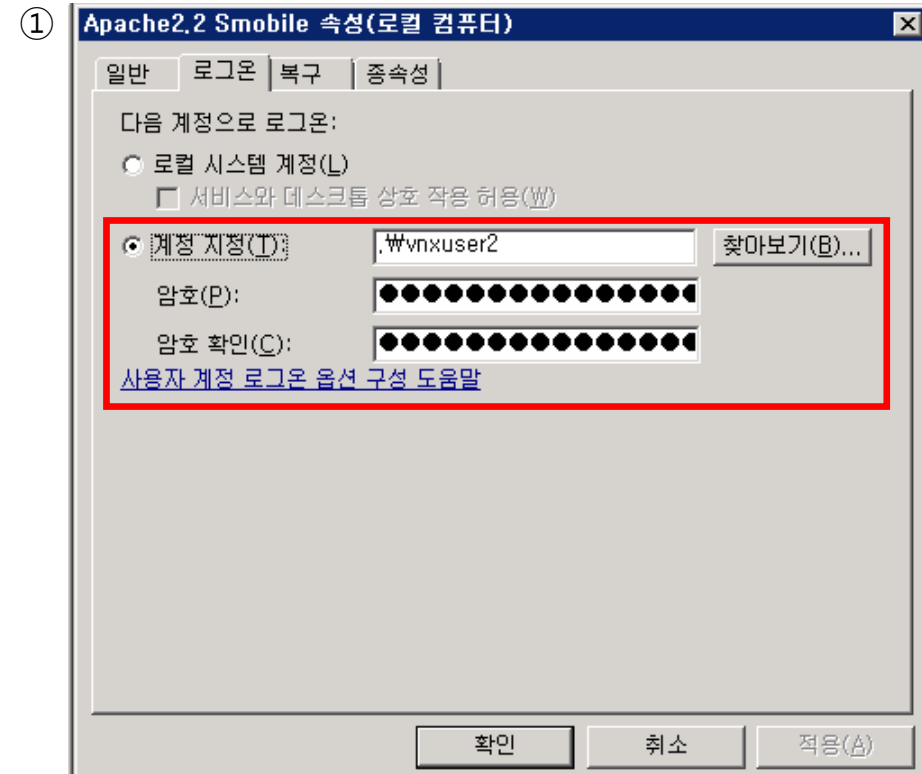 ①
Apache2.2 Smobile 속성(로컬 컴퓨터)
일반 로그온 복구 종속성
다음 계정으로 로그온:
로컬 시스템 계정(L)
서비스와 데스크톱 상호 작용 허용(W)
계정 지정(T): .₩vnxuser2 찾아보기(B)...
암호(P): ●●●●●●●●●●●●●●●
암호 확인(C): ●●●●●●●●●●●●●●●
사용자 계정 로그온 옵션 구성 도움말
확인 취소 적용(A)